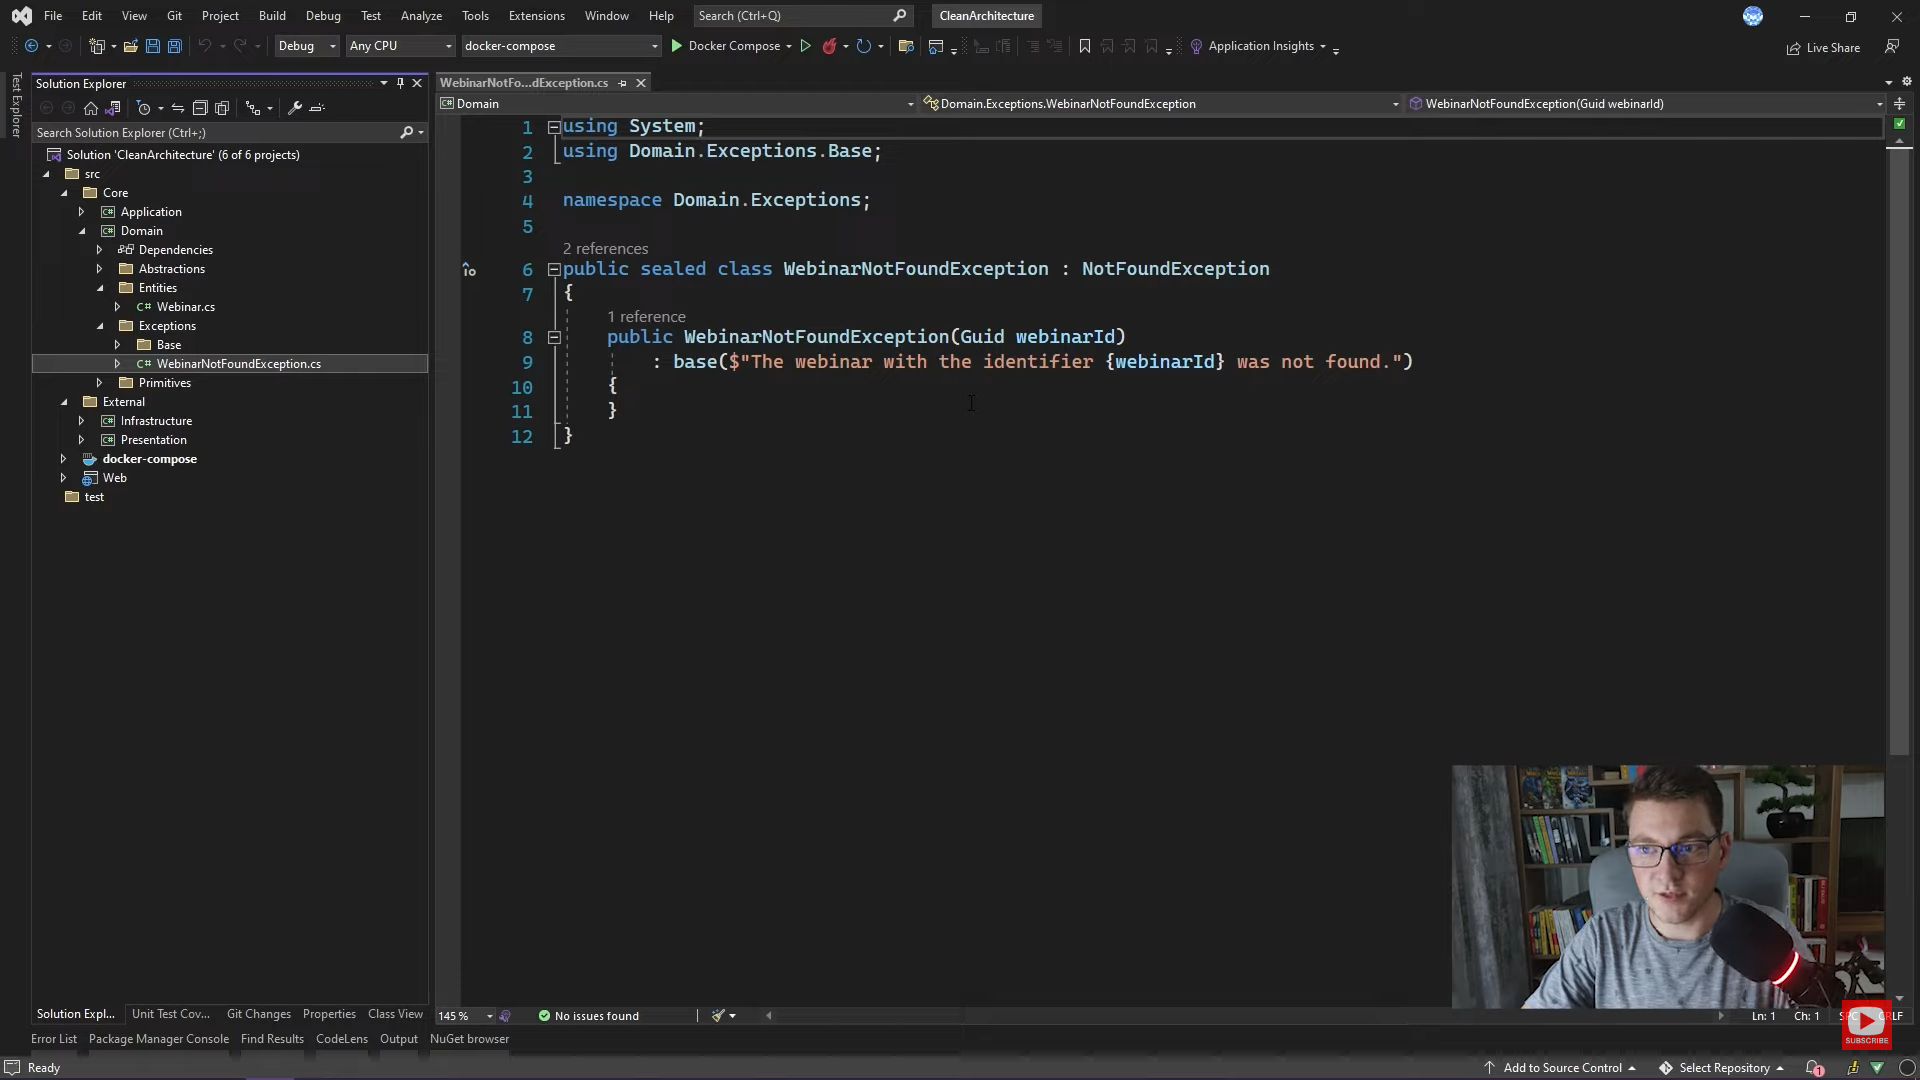 File Edit View Git Project Build Debug Test Analyze Tools Extensions Window Help Search (Ctrl+Q) CleanArchitecture
Debug Any CPU docker-compose Docker Compose Application Insights Live Share
Test Explorer
Solution Explorer
Search Solution Explorer (Ctrl+;)
Solution 'CleanArchitecture' (6 of 6 projects)
src
Core
Application
Domain
Dependencies
Abstractions
Entities
C# Webinar.cs
Exceptions
Base
C# WebinarNotFoundException.cs
Primitives
External
Infrastructure
Presentation
docker-compose
Web
test
Solution Expl... Unit Test Cov... Git Changes Properties Class View
WebinarNotFo...dException.cs
Domain Domain.Exceptions.WebinarNotFoundException WebinarNotFoundException(Guid webinarId)
1 using System;
2 using Domain.Exceptions.Base;
3
4 namespace Domain.Exceptions;
5
2 references
6 public sealed class WebinarNotFoundException : NotFoundException
7 {
1 reference
8 public WebinarNotFoundException(Guid webinarId)
9 : base($"The webinar with the identifier {webinarId} was not found.")
10 {
11 }
12 }
145 % No issues found Ln: 1 Ch: 1 SPC CRLF
SUBSCRIBE
Error List Package Manager Console Find Results CodeLens Output NuGet browser
Ready Add to Source Control Select Repository 1